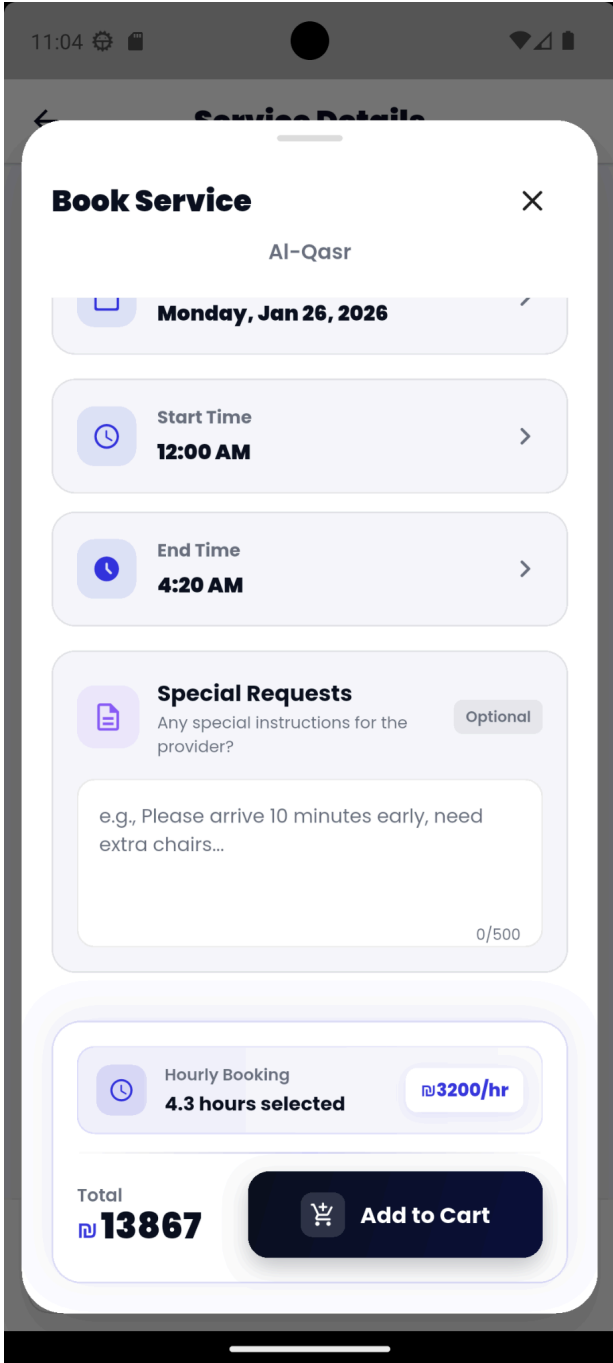 11:04
Service Details
Book Service
Al-Qasr
Monday, Jan 26, 2026
Start Time
12:00 AM
End Time
4:20 AM
Special Requests
Any special instructions for the
provider?
Optional
e.g., Please arrive 10 minutes early, need
extra chairs...
0/500
Hourly Booking
4.3 hours selected
₪3200/hr
Total
₪13867
Add to Cart